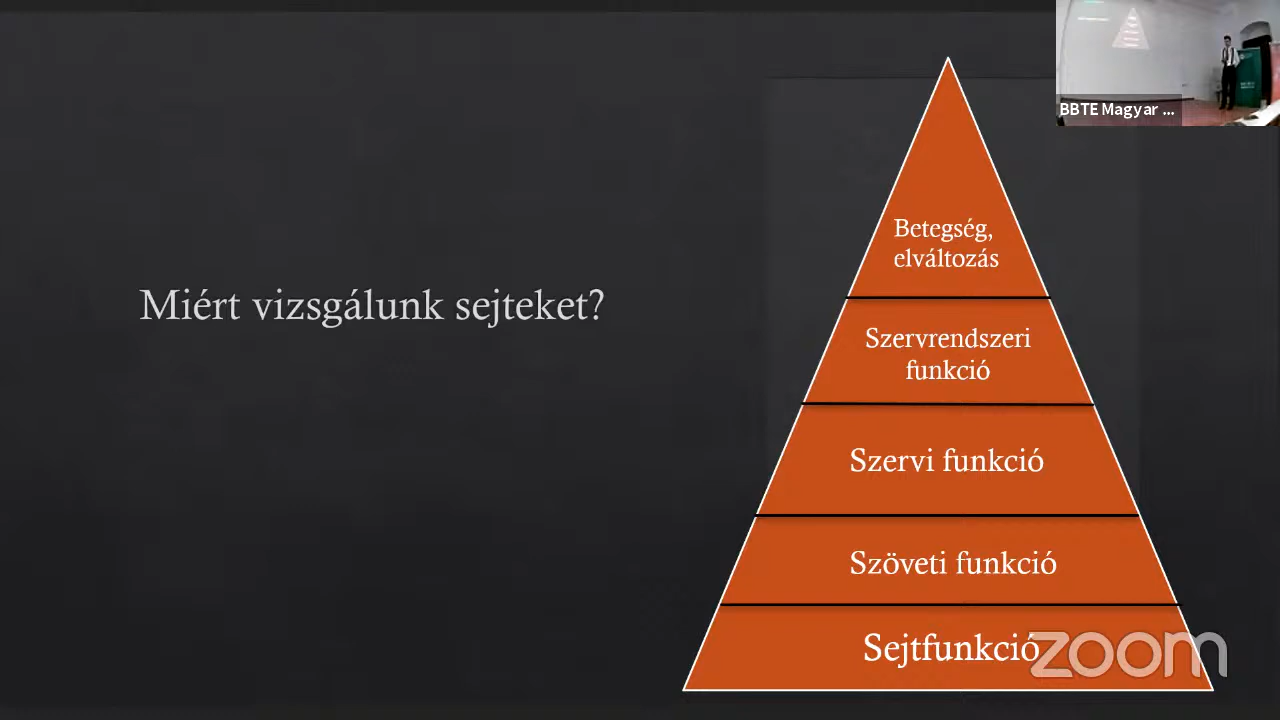 BBTE Magyar ...
Miért vizsgálunk sejteket?
Betegség,
elváltozás
Szervrendszeri
funkció
Szervi funkció
Szöveti funkció
Sejtfunkció
zoom